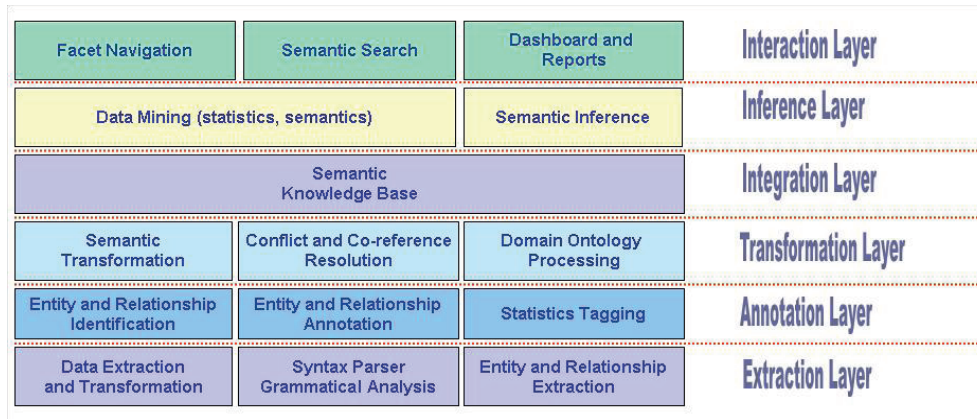 Facet Navigation
Semantic Search
Dashboard and
Reports
Interaction Layer
Data Mining (statistics, semantics)
Semantic Inference
Inference Layer
Semantic
Knowledge Base
Integration Layer
Semantic
Transformation
Conflict and Co-reference
Resolution
Domain Ontology
Processing
Transformation Layer
Entity and Relationship
Identification
Entity and Relationship
Annotation
Statistics Tagging
Annotation Layer
Data Extraction
and Transformation
Syntax Parser
Grammatical Analysis
Entity and Relationship
Extraction
Extraction Layer